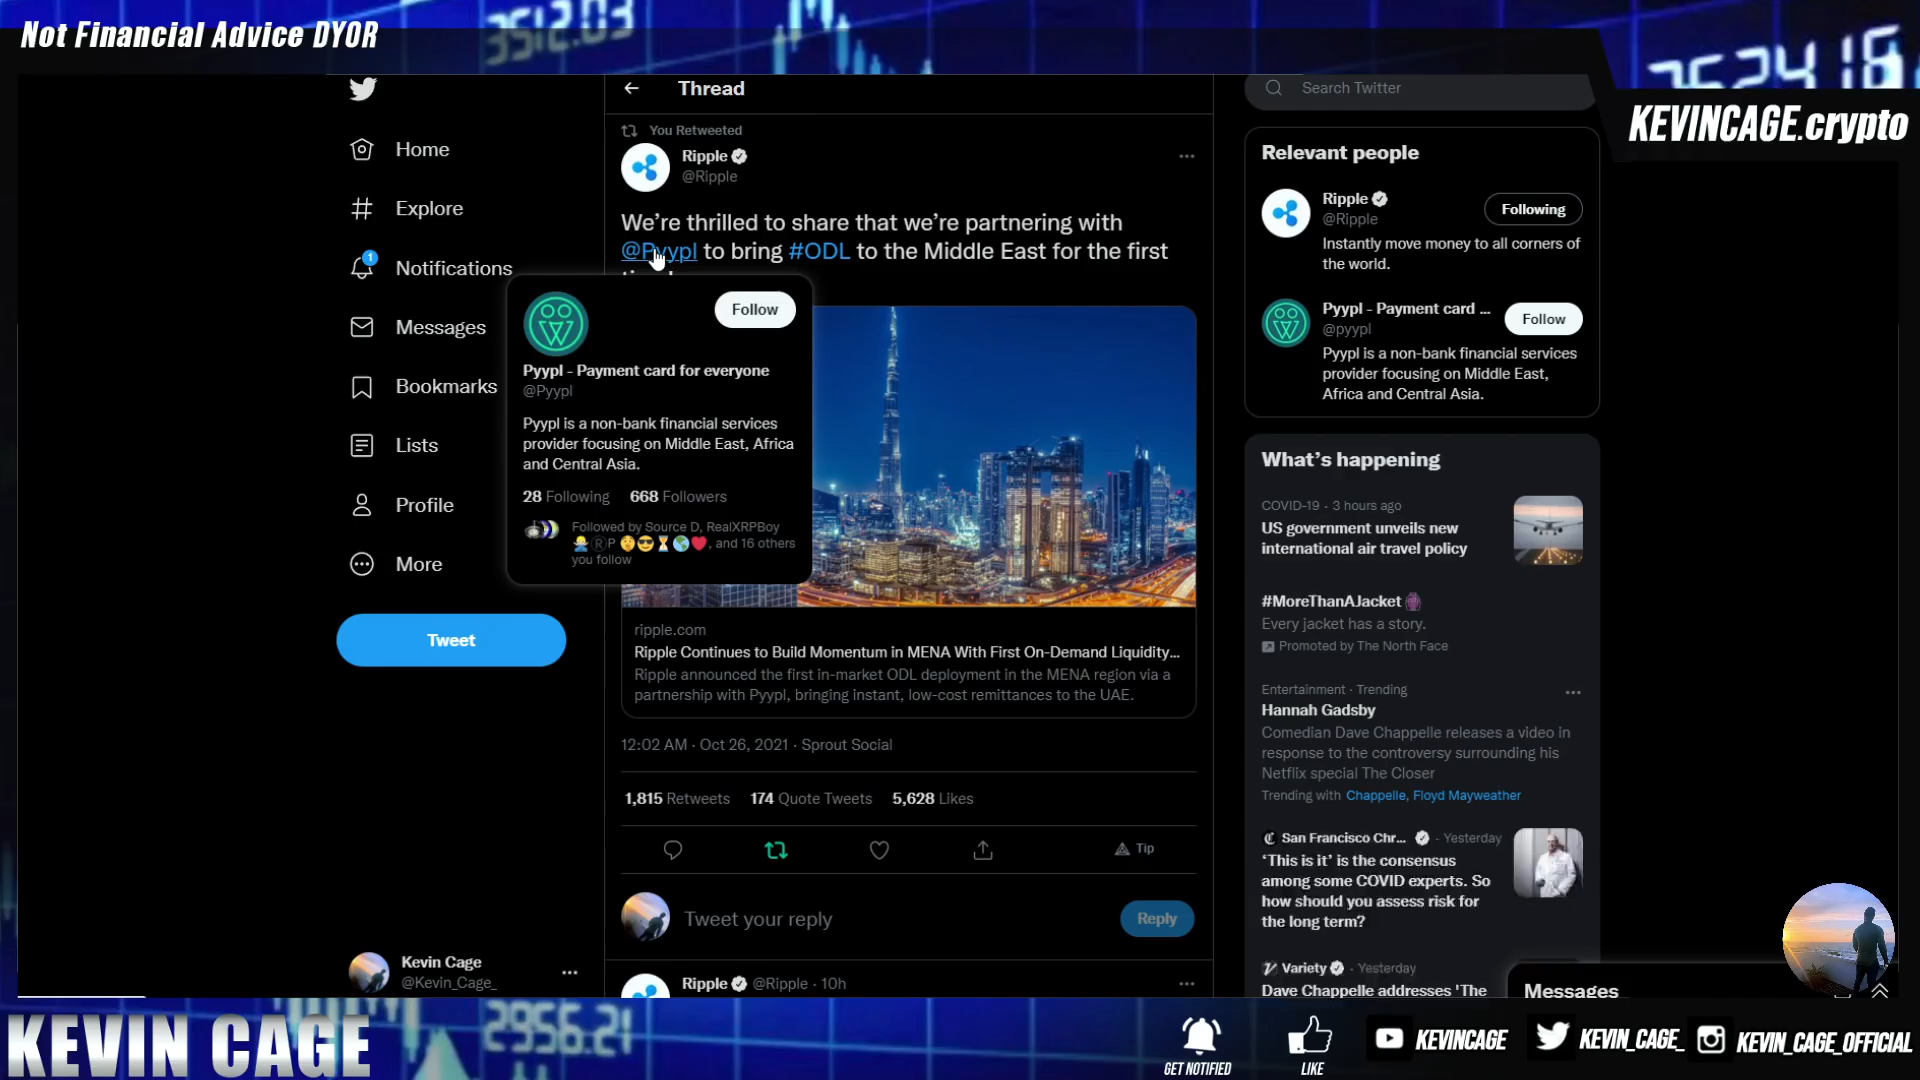 Not Financial Advice DYOR
3512.03
KEVINCAGE.crypto
Home
Explore
1
Notifications
Messages
Bookmarks
Lists
Profile
More
Tweet
Kevin Cage
@Kevin_Cage_
Thread
You Retweeted
Ripple
@Ripple
We're thrilled to share that we're partnering with
@Pyypl to bring #ODL to the Middle East for the first
Follow
Pyypl - Payment card for everyone
@Pyypl
Pyypl is a non-bank financial services
provider focusing on Middle East, Africa
and Central Asia.
28 Following 668 Followers
Followed by Source D, RealXRPBoy
🙅‍♂️ⓇP 🤫😎⏳🌎❤️, and 16 others
you follow
ripple.com
Ripple Continues to Build Momentum in MENA With First On-Demand Liquidity...
Ripple announced the first in-market ODL deployment in the MENA region via a
partnership with Pyypl, bringing instant, low-cost remittances to the UAE.
12:02 AM · Oct 26, 2021 · Sprout Social
1,815 Retweets 174 Quote Tweets 5,628 Likes
Tip
Tweet your reply
Reply
Ripple @Ripple · 10h
Search Twitter
Relevant people
Ripple
@Ripple
Following
Instantly move money to all corners of
the world.
Pyypl - Payment card ...
@pyypl
Follow
Pyypl is a non-bank financial services
provider focusing on Middle East,
Africa and Central Asia.
What's happening
COVID-19 · 3 hours ago
US government unveils new
international air travel policy
#MoreThanAJacket
Every jacket has a story.
Promoted by The North Face
Entertainment · Trending
Hannah Gadsby
Comedian Dave Chappelle releases a video in
response to the controversy surrounding his
Netflix special The Closer
Trending with Chappelle, Floyd Mayweather
San Francisco Chr... · Yesterday
'This is it' is the consensus
among some COVID experts. So
how should you assess risk for
the long term?
Variety · Yesterday
Dave Chappelle addresses 'The
Messages
KEVIN CAGE
2956.21
GET NOTIFIED
LIKE
KEVINCAGE
KEVIN_CAGE_
KEVIN_CAGE_OFFICIAL